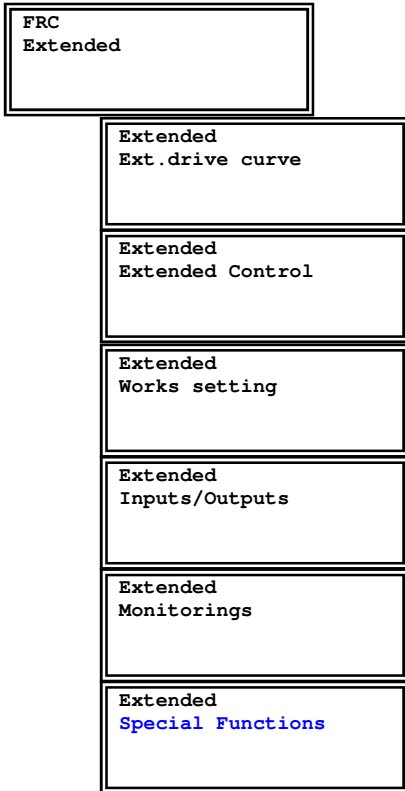 FRC
Extended
Extended
Ext.drive curve
Extended
Extended Control
Extended
Works setting
Extended
Inputs/Outputs
Extended
Monitorings
Extended
Special Functions